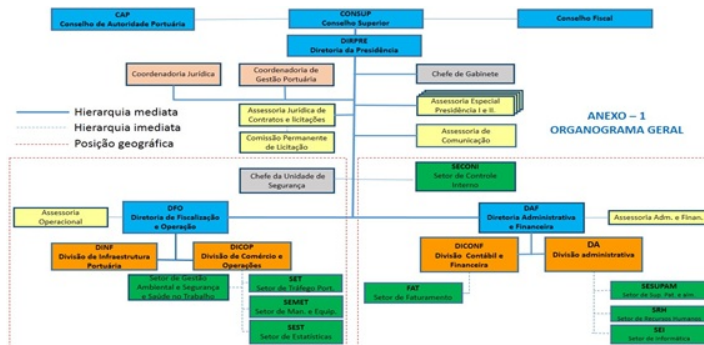 CAP
Conselho de Autoridade Portuária
CONSUP
Conselho Superior
Conselho Fiscal
DIRPRE
Diretoria da Presidência
Coordenadoria Jurídica
Coordenadoria de
Gestão Portuária
Chefe de Gabinete
Hierarquia mediata
Hierarquia imediata
Posição geográfica
Assessoria Jurídica de
Contratos e licitações
Assessoria Especial
Presidência I e II.
Comissão Permanente
de Licitação
Assessoria de
Comunicação
ANEXO – 1
ORGANOGRAMA GERAL
Chefe da Unidade de
Segurança
SECONI
Setor de Controle
Interno
Assessoria
Operacional
DFO
Diretoria de Fiscalização
e Operação
DAF
Diretoria Administrativa
e Financeira
Assessoria Adm. e Finan.
DINF
Divisão de Infraestrutura
Portuária
DICOP
Divisão de Comércio e
Operações
DICONF
Divisão Contábil e
Financeira
DA
Divisão administrativa
Setor de Gestão
Ambiental e Segurança
e Saúde no Trabalho
SET
Setor de Tráfego Port.
SEMET
Setor de Man. e Equip.
SEST
Setor de Estatísticas
FAT
Setor de Faturamento
SESUPAM
Setor de Sup. Pat. e alm.
SRH
Setor de Recursos Humanos
SEI
Setor de Informática